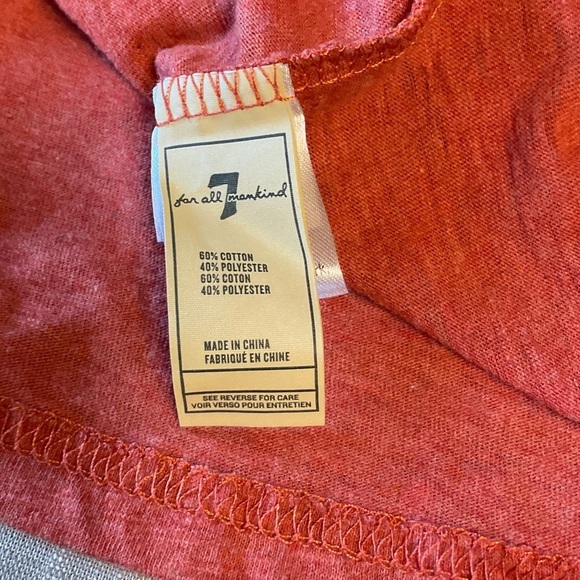 7
for all mankind
60% COTTON
40% POLYESTER
60% COTON
40% POLYESTER
MADE IN CHINA
FABRIQUÉ EN CHINE
SEE REVERSE FOR CARE
VOIR VERSO POUR ENTRETIEN